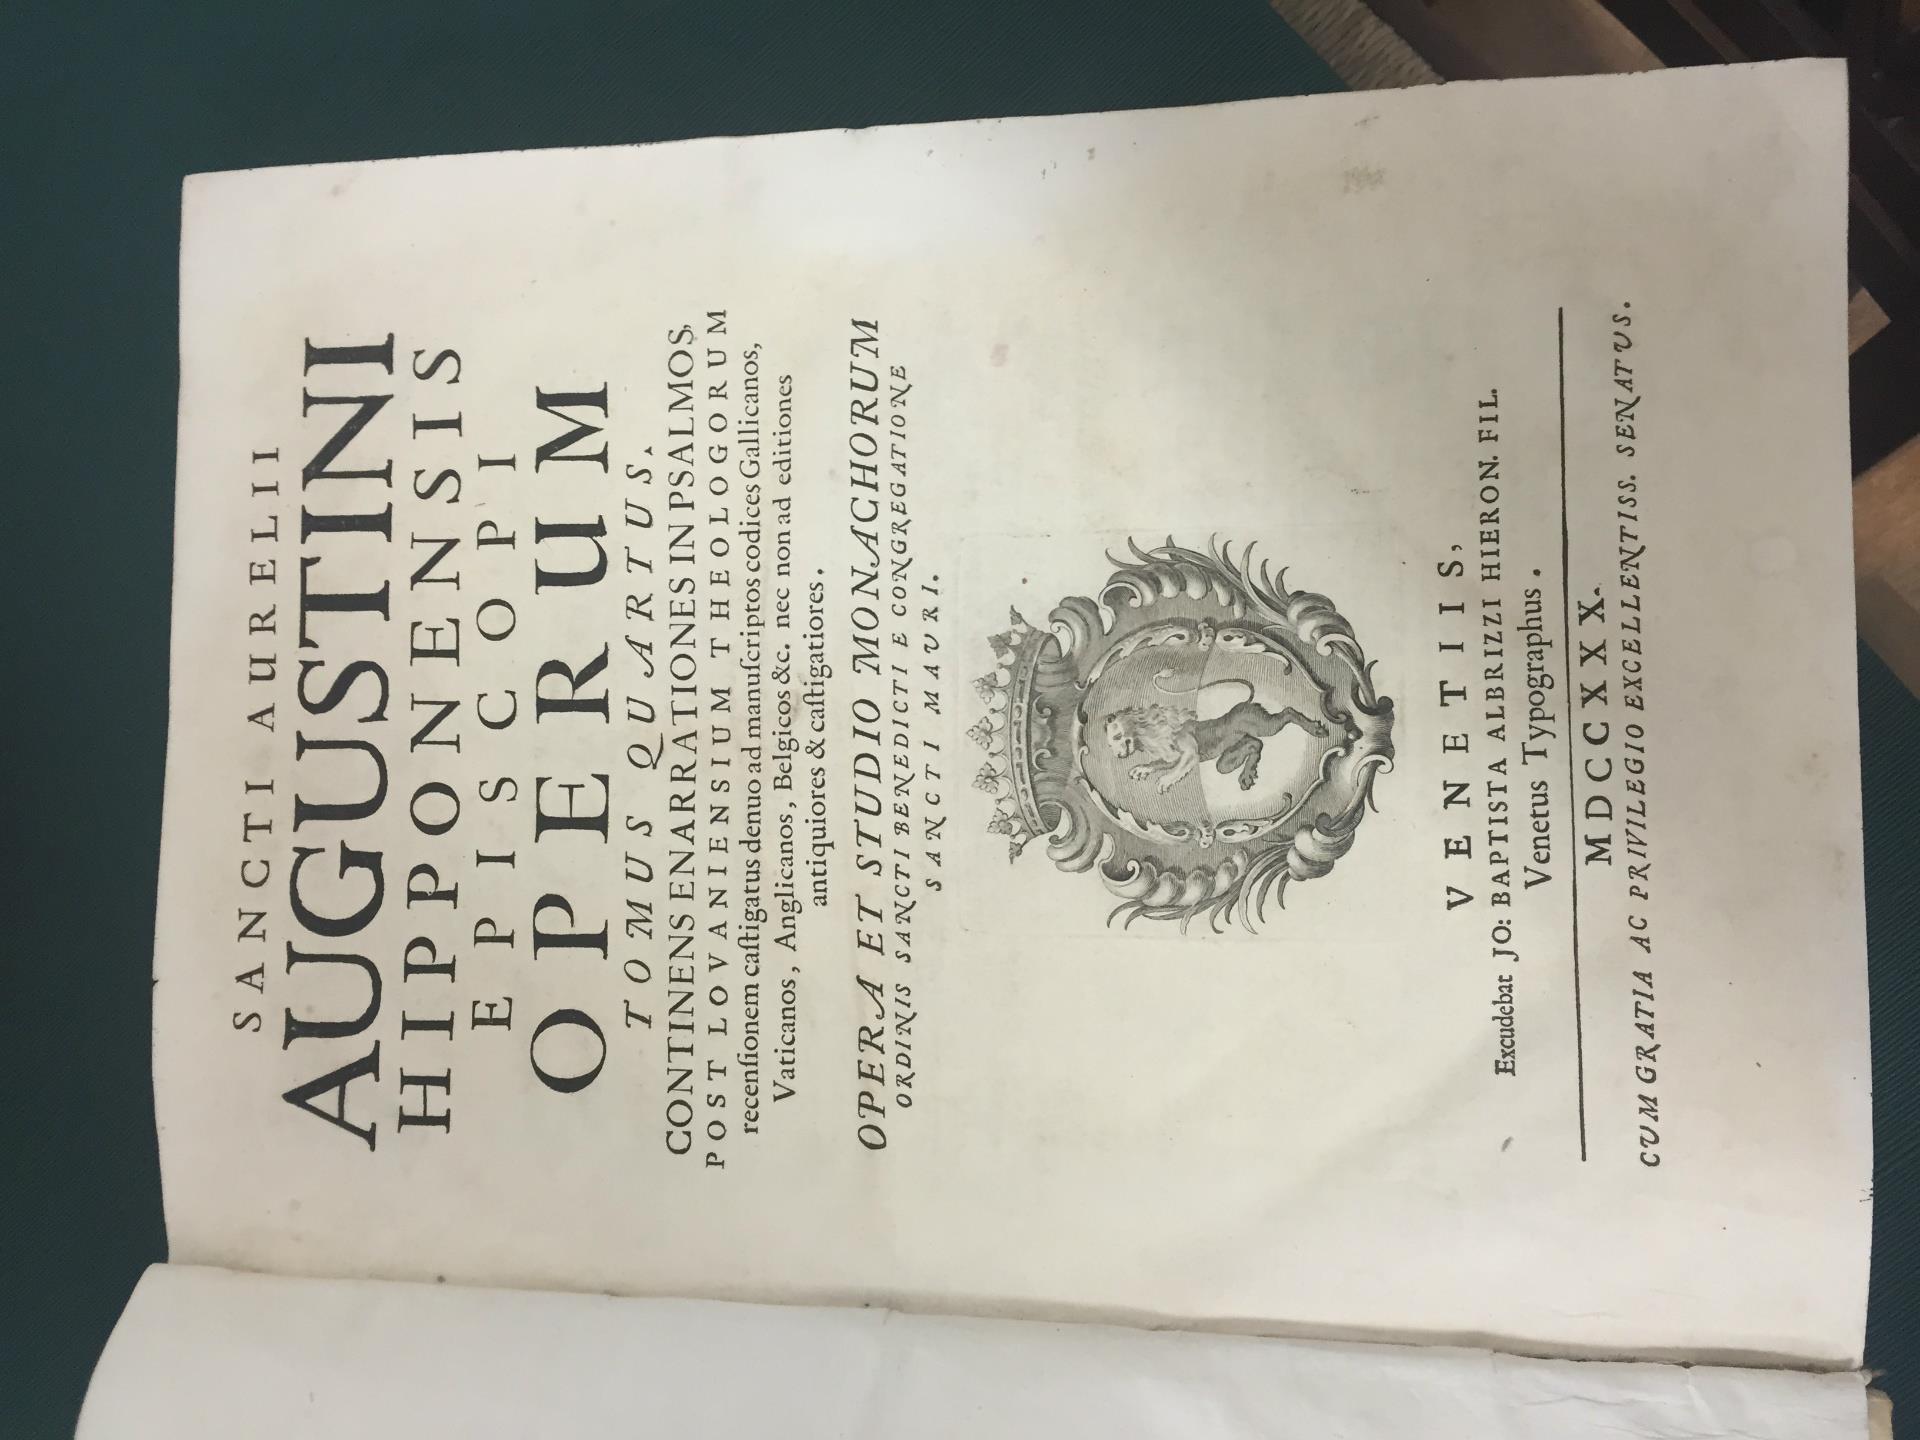 SANCTI AURELII
AUGUSTINI
HIPPONENSIS
EPISCOPI
OPERUM
TOMUS QUARTUS.
CONTINENS ENARRATIONES IN PSALMOS,
POST LOVANIENSIUM THEOLOGORUM
recenſionem caſtigatus denuo ad manuſcriptos codices Gallicanos,
Vaticanos, Anglicanos, Belgicos &c. nec non ad editiones
antiquiores & caſtigatiores.
OPERA ET STUDIO MONACHORUM
ORDINIS SANCTI BENEDICTI E CONGREGATIONE
SANCTI MAURI.
VENETIIS,
Excudebat JO: BAPTISTA ALBRIZZI HIERON. FIL.
Venetus Typographus.
MDCCXXX.
CUM GRATIA AC PRIVILEGIO EXCELLENTISS. SENATUS.